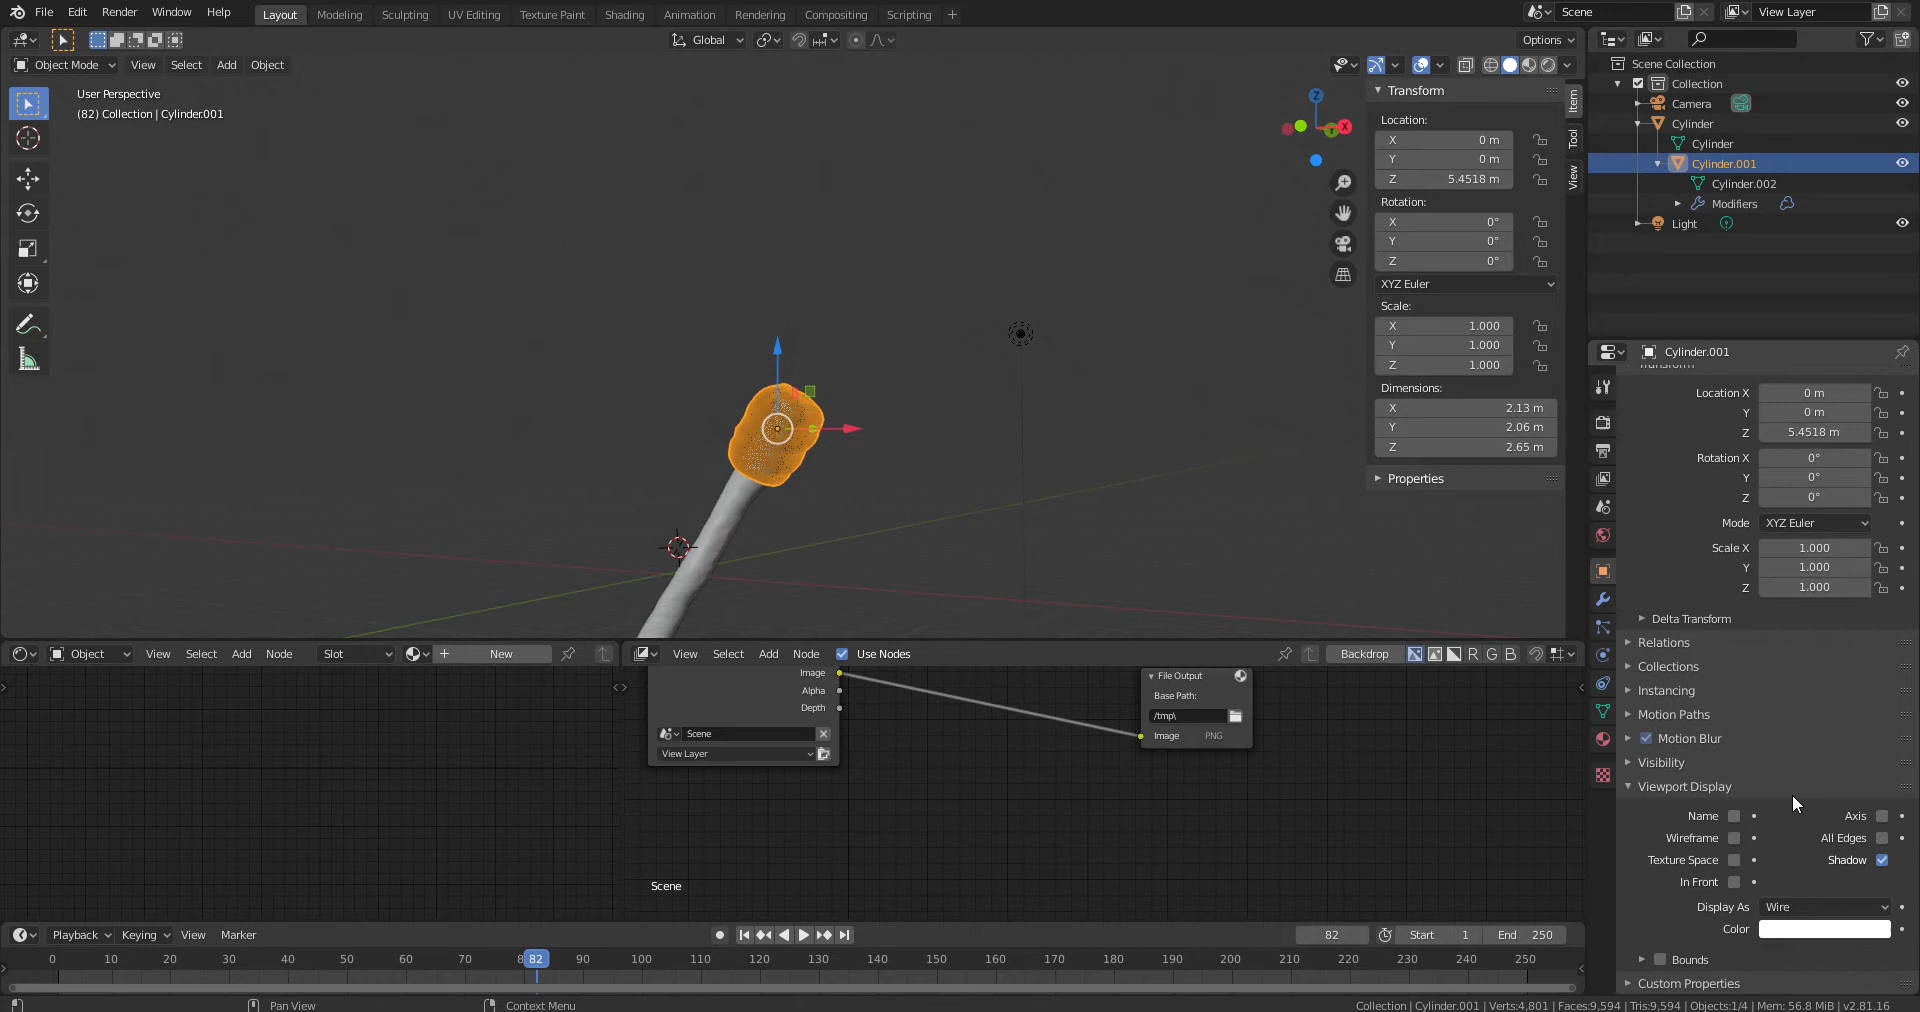 File Edit Render Window Help Layout Modeling Sculpting UV Editing Texture Paint Shading Animation Rendering Compositing Scripting + Scene View Layer
Global Options
Object Mode View Select Add Object
User Perspective
(82) Collection | Cylinder.001
Z
X
Y
Transform
Location:
X 0 m
Y 0 m
Z 5.4518 m
Rotation:
X 0°
Y 0°
Z 0°
XYZ Euler
Scale:
X 1.000
Y 1.000
Z 1.000
Dimensions:
X 2.13 m
Y 2.06 m
Z 2.65 m
Properties
Item
Tool
View
Scene Collection
Collection
Camera
Cylinder
Cylinder
Cylinder.001
Cylinder.002
Modifiers
Light
Cylinder.001
Transform
Location X 0 m
Y 0 m
Z 5.4518 m
Rotation X 0°
Y 0°
Z 0°
Mode XYZ Euler
Scale X 1.000
Y 1.000
Z 1.000
Delta Transform
Relations
Collections
Instancing
Motion Paths
Motion Blur
Visibility
Viewport Display
Name Axis
Wireframe All Edges
Texture Space Shadow
In Front
Display As Wire
Color
Bounds
Custom Properties
Object View Select Add Node Slot New
View Select Add Node Use Nodes Backdrop R G B
Image
Alpha
Depth
Scene
View Layer
File Output
Base Path:
/tmp\
Image PNG
Scene
Playback Keying View Marker 82 Start 1 End 250
0 10 20 30 40 50 60 70 8 82 90 100 110 120 130 140 150 160 170 180 190 200 210 220 230 240 250
Pan View Context Menu Collection | Cylinder.001 | Verts:4,801 | Faces:9,594 | Tris:9,594 | Objects:1/4 | Mem: 56.8 MiB | v2.81.16